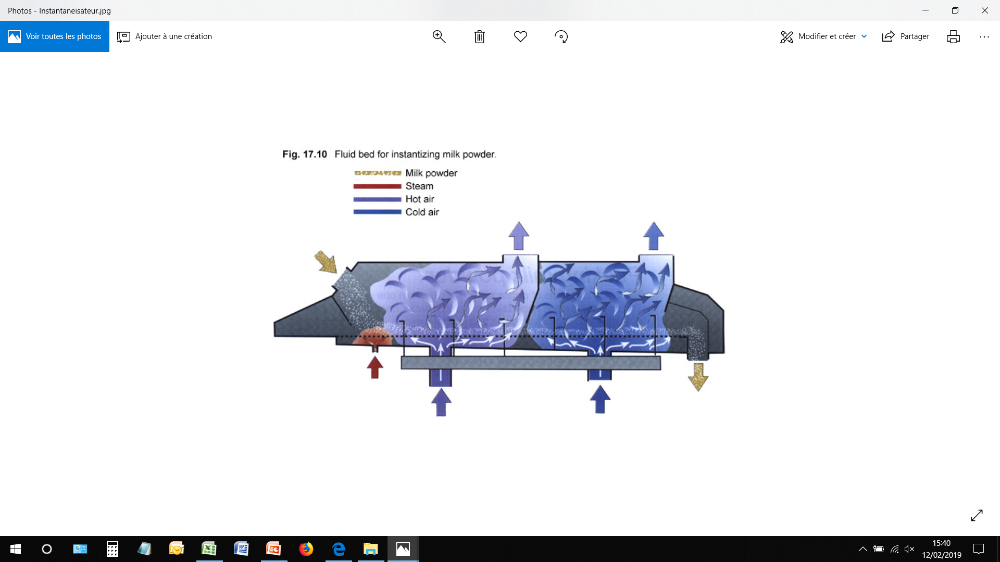 Photos - Instantaneisateur.jpg
Voir toutes les photos
Ajouter à une création
Modifier et créer
Partager
Fig. 17.10 Fluid bed for instantizing milk powder.
Milk powder
Steam
Hot air
Cold air
15:40
12/02/2019